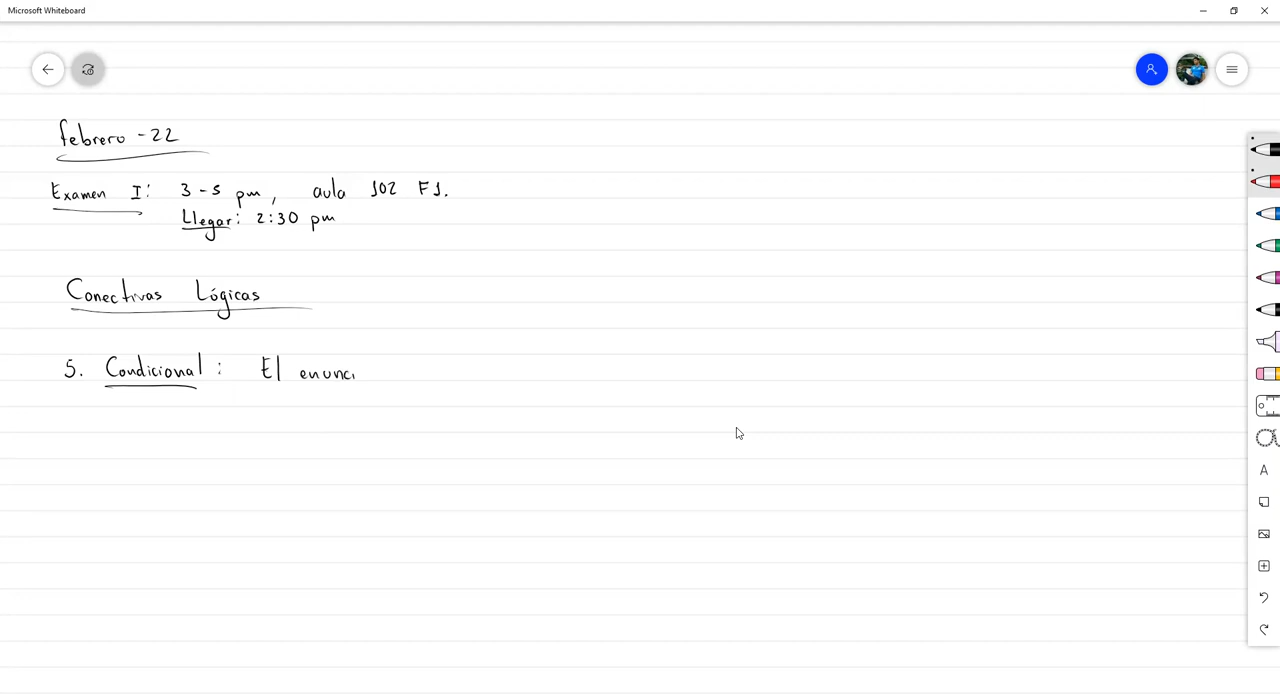 Microsoft Whiteboard
febrero - 22
Examen I: 3 - 5 pm, aula 102 F1.
Llegar: 2:30 pm
Conectivas Lógicas
5. Condicional: El enunci
A